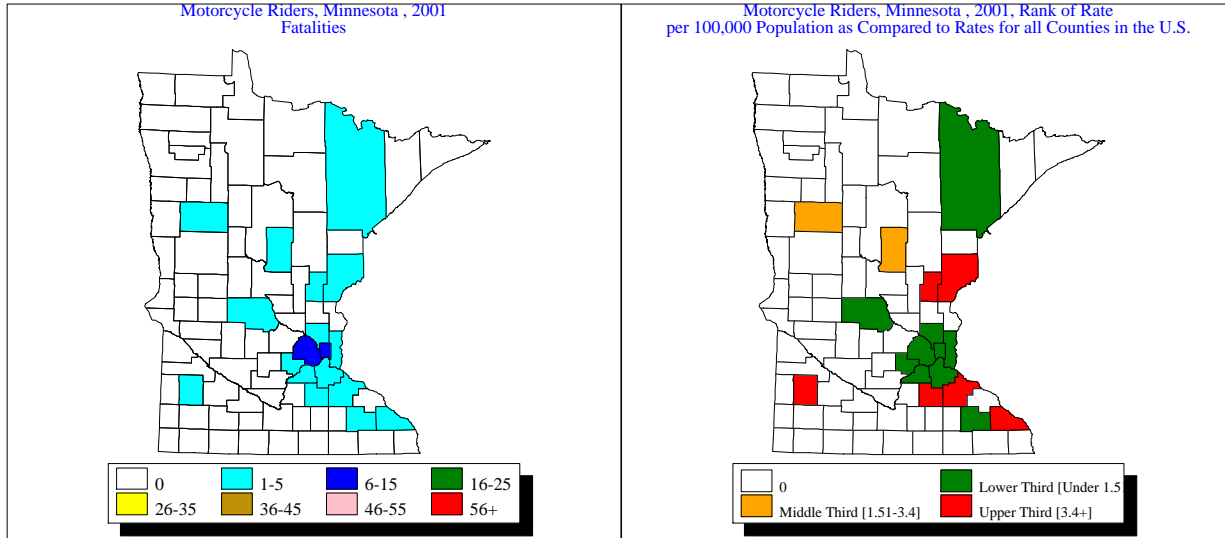 Motorcycle Riders, Minnesota , 2001
Fatalities
0 1-5 6-15 16-25
26-35 36-45 46-55 56+
Motorcycle Riders, Minnesota , 2001, Rank of Rate
per 100,000 Population as Compared to Rates for all Counties in the U.S.
0 Lower Third [Under 1.5
Middle Third [1.51-3.4] Upper Third [3.4+]